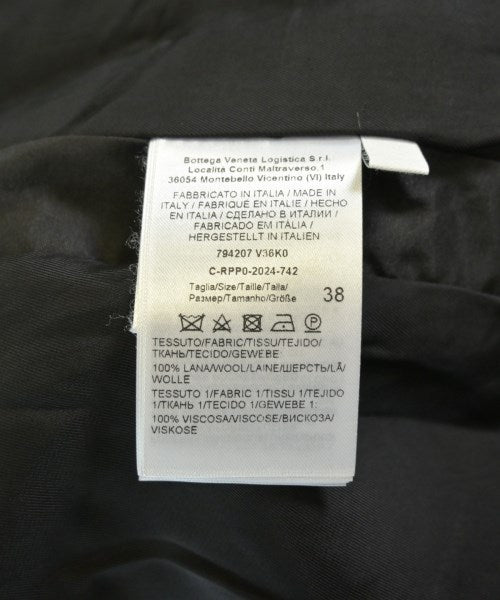 Bottega Veneta Logistica S.r.l.
Località Conti Maltraverso.1
36054 Montebello Vicentino (VI) Italy
FABBRICATO IN ITALIA / MADE IN
ITALY / FABRIQUÉ EN ITALIE / HECHO
EN ITALIA / СДЕЛАНО В ИТАЛИИ /
FABRICADO EM ITÁLIA /
HERGESTELLT IN ITALIEN
794207 V36K0
C-RPP0-2024-742
Taglia/Size/Taille/Talla/
Размер/Tamanho/Größe
38
P
TESSUTO/FABRIC/TISSU/TEJIDO/
ТКАНЬ/TECIDO/GEWEBE
100% LANA/WOOL/LAINE/ШЕРСТЬ/LÃ/
WOLLE
TESSUTO 1/FABRIC 1/TISSU 1/TEJIDO
1/ТКАНЬ 1/TECIDO 1/GEWEBE 1:
100% VISCOSA/VISCOSE/ВИСКОЗА/
VISKOSE